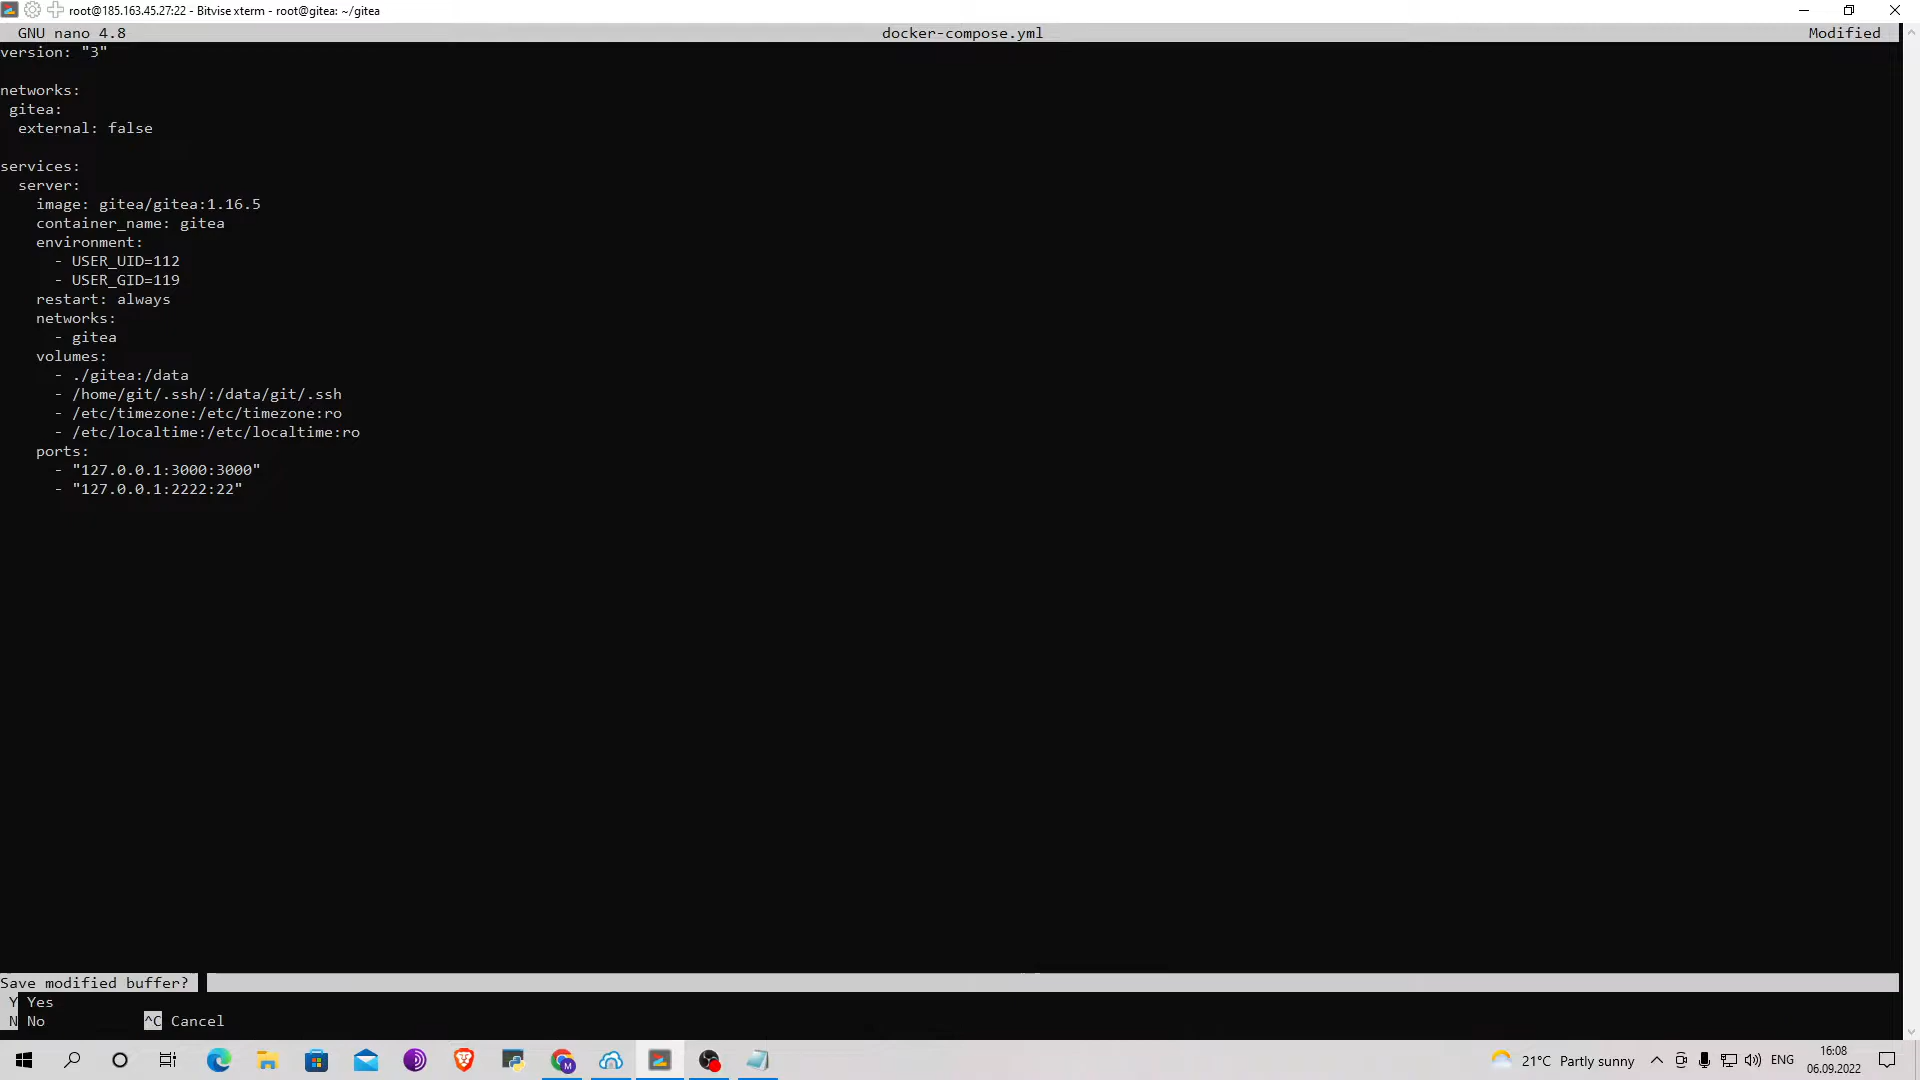 root@185.163.45.27:22 - Bitvise xterm - root@gitea: ~/gitea
GNU nano 4.8 docker-compose.yml Modified
version: "3"
networks:
 gitea:
  external: false
services:
  server:
    image: gitea/gitea:1.16.5
    container_name: gitea
    environment:
      - USER_UID=112
      - USER_GID=119
    restart: always
    networks:
      - gitea
    volumes:
      - ./gitea:/data
      - /home/git/.ssh/:/data/git/.ssh
      - /etc/timezone:/etc/timezone:ro
      - /etc/localtime:/etc/localtime:ro
    ports:
      - "127.0.0.1:3000:3000"
      - "127.0.0.1:2222:22"
Save modified buffer?
Y Yes
N No ^C Cancel
M
21°C Partly sunny ENG 16:08
06.09.2022